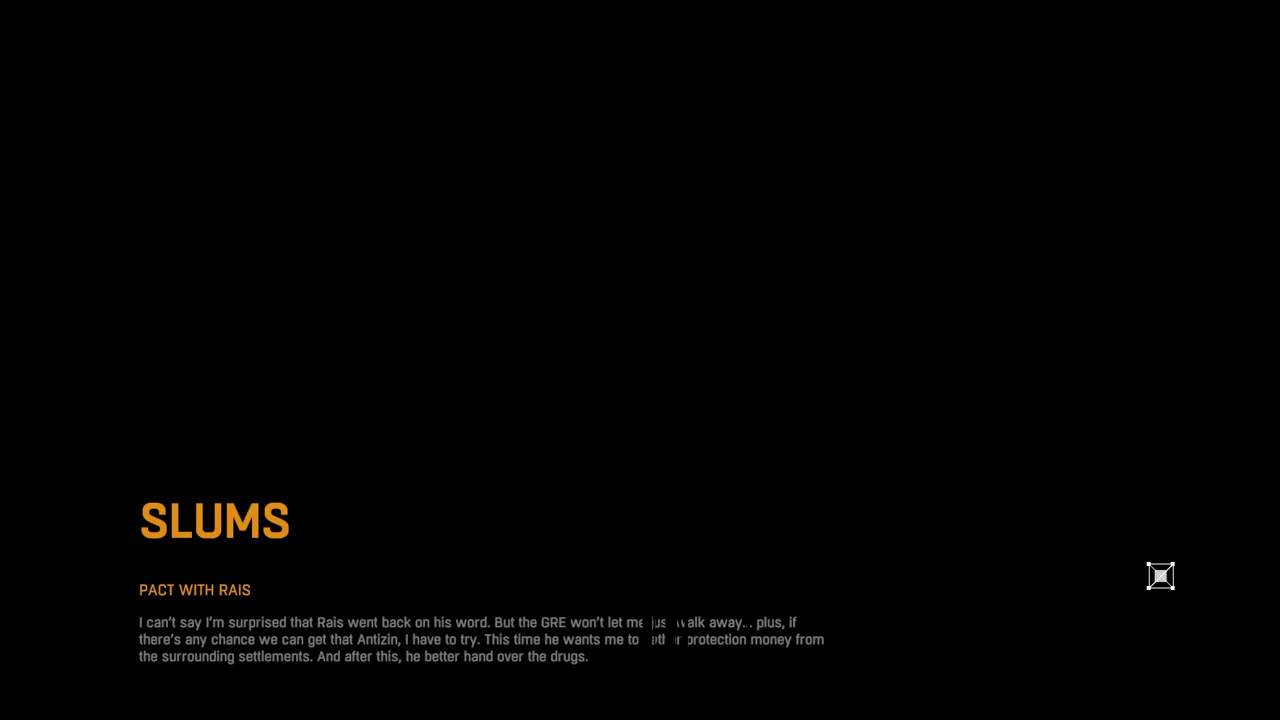 SLUMS
PACT WITH RAIS
I can't say I'm surprised that Rais went back on his word. But the GRE won't let me just walk away... plus, if
there's any chance we can get that Antizin, I have to try. This time he wants me to protection money from
the surrounding settlements. And after this, he better hand over the drugs.